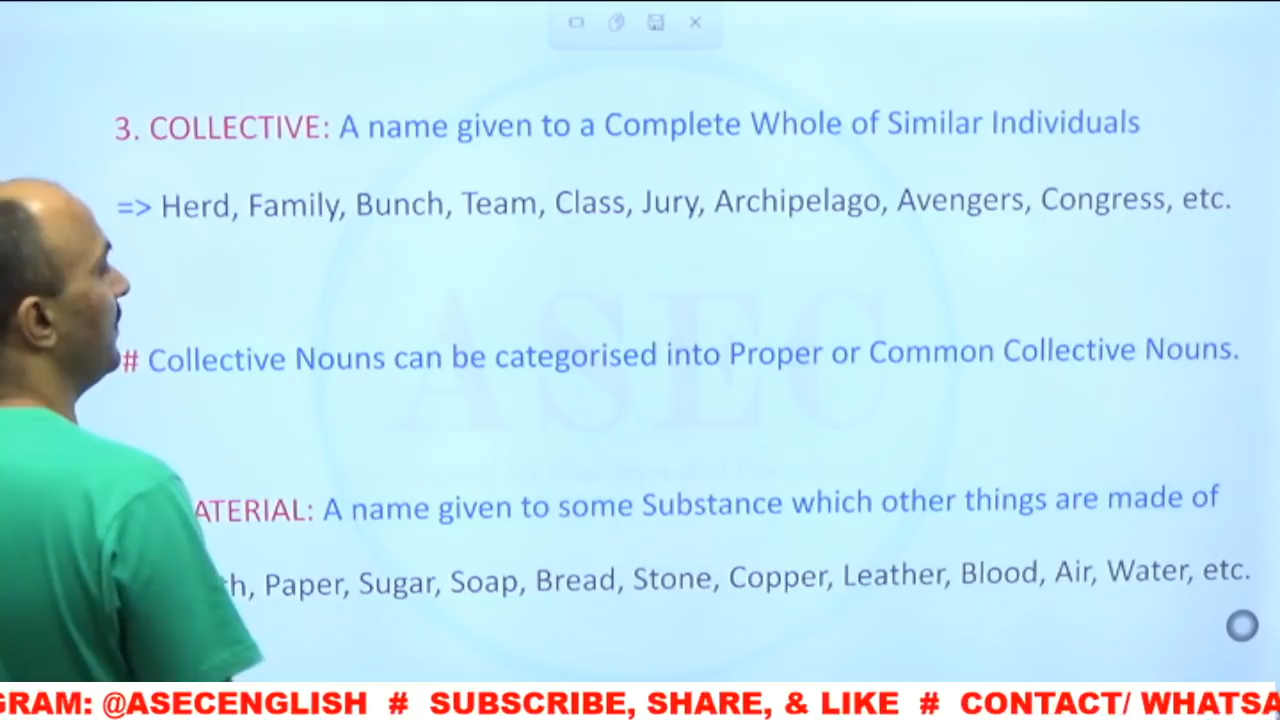 3. COLLECTIVE: A name given to a Complete Whole of Similar Individuals
=> Herd, Family, Bunch, Team, Class, Jury, Archipelago, Avengers, Congress, etc.
# Collective Nouns can be categorised into Proper or Common Collective Nouns.
ATERIAL: A name given to some Substance which other things are made of
h, Paper, Sugar, Soap, Bread, Stone, Copper, Leather, Blood, Air, Water, etc.
ASEC
GRAM: @ASECENGLISH # SUBSCRIBE, SHARE, & LIKE # CONTACT/ WHATSA